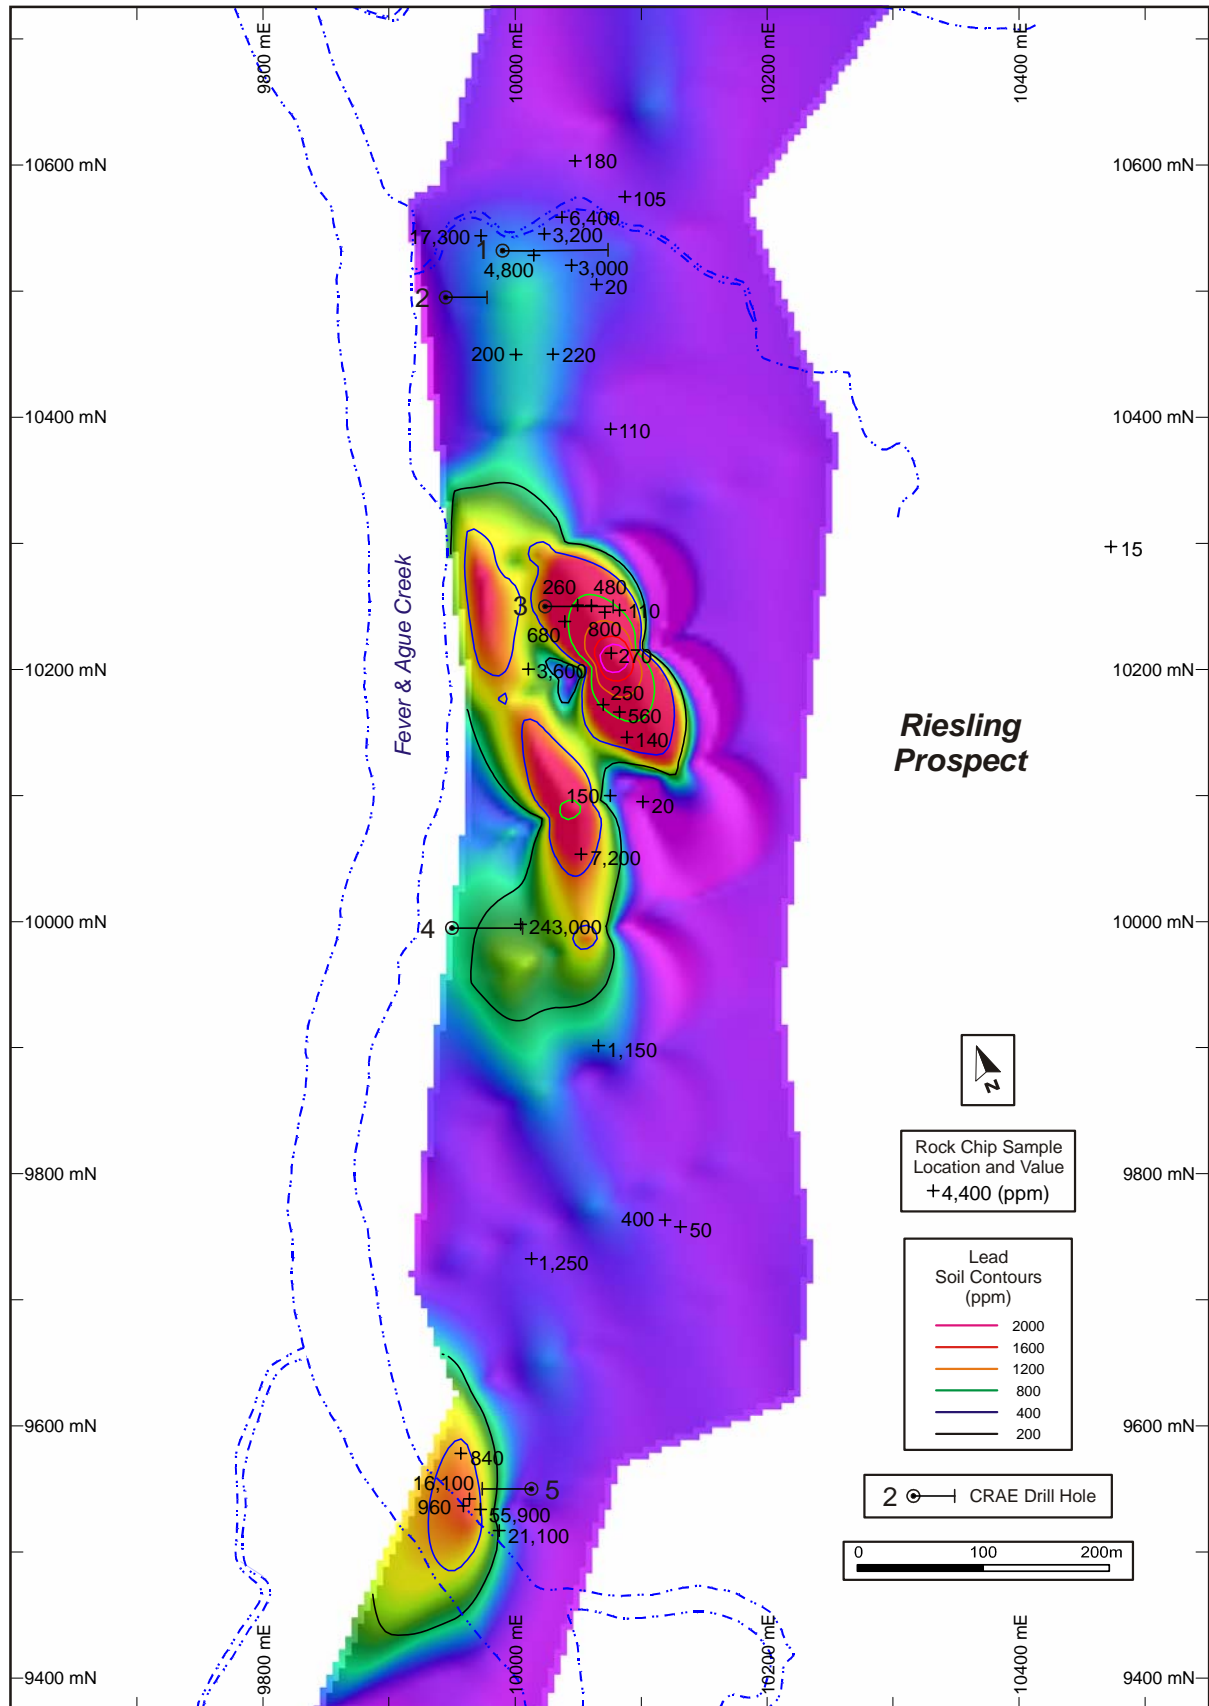 9800 mE
10000 mE
10200 mE
10400 mE
10600 mN
10600 mN
180
105
6,400
17,300
3,200
1
4,800
3,000
20
2
200
220
10400 mN
10400 mN
110
15
Fever & Ague Creek
260
480
3
110
680
800
270
10200 mN
10200 mN
3,600
250
560
140
Riesling
Prospect
150
20
7,200
10000 mN
10000 mN
4
243,000
1,150
N
Rock Chip Sample
Location and Value
4,400 (ppm)
9800 mN
9800 mN
400
50
1,250
Lead
Soil Contours
(ppm)
2000
1600
1200
800
400
200
9600 mN
9600 mN
840
16,100
5
960
55,900
21,100
2
CRAE Drill Hole
0
100
200m
9800 mE
10000 mE
10200 mE
10400 mE
9400 mN
9400 mN